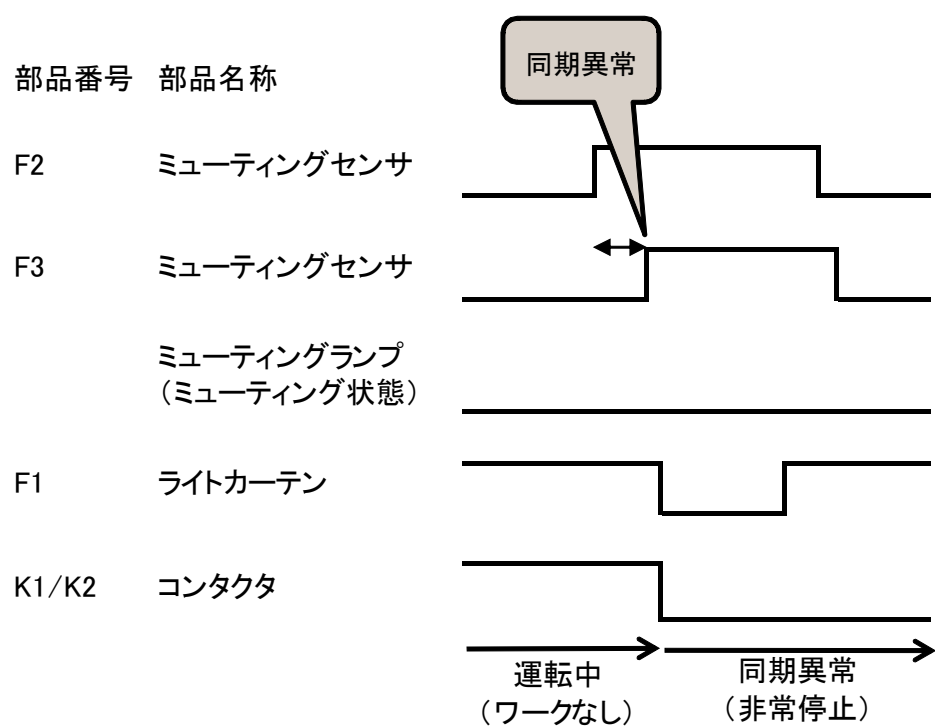 同期異常
部品番号 部品名称
F2 ミューティングセンサ
F3 ミューティングセンサ
ミューティングランプ
（ミューティング状態）
F1 ライトカーテン
K1/K2 コンタクタ
運転中
（ワークなし）
同期異常
（非常停止）